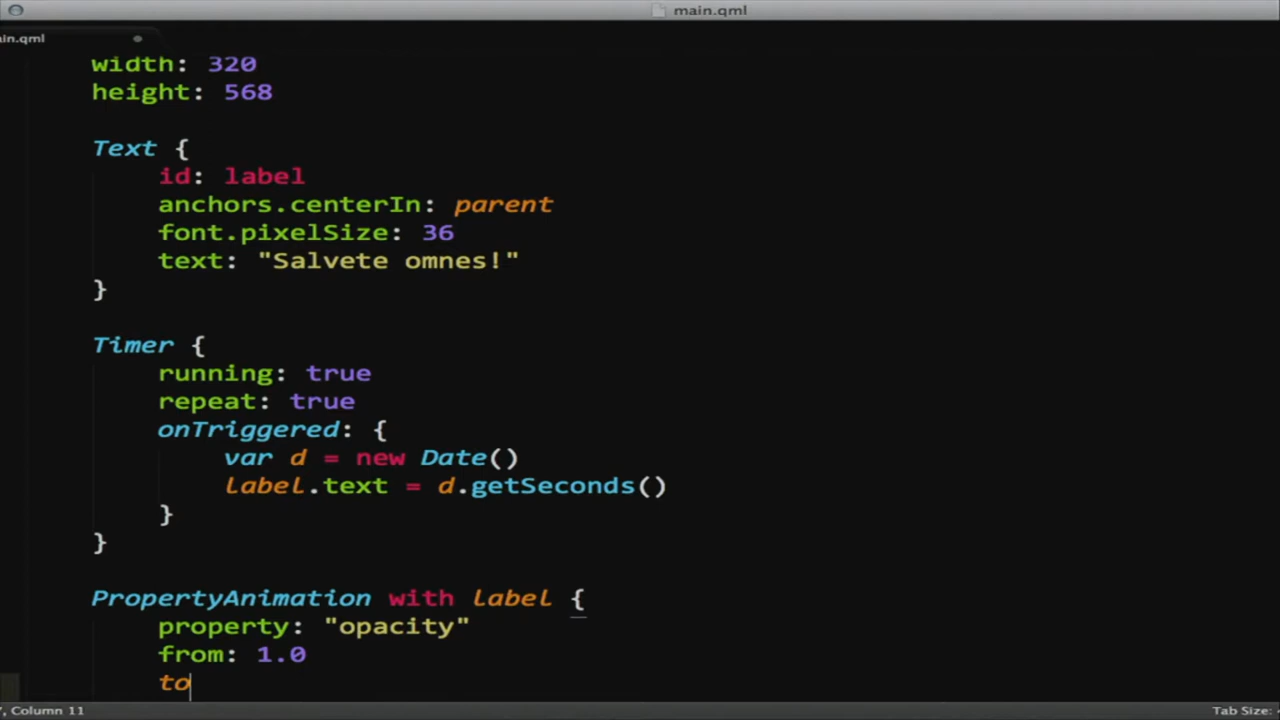 main.qml
in.qml
width: 320
height: 568
Text {
id: label
anchors.centerIn: parent
font.pixelSize: 36
text: "Salvete omnes!"
}
Timer {
running: true
repeat: true
onTriggered: {
var d = new Date()
label.text = d.getSeconds()
}
}
PropertyAnimation with label {
property: "opacity"
from: 1.0
to
, Column 11
Tab Size: